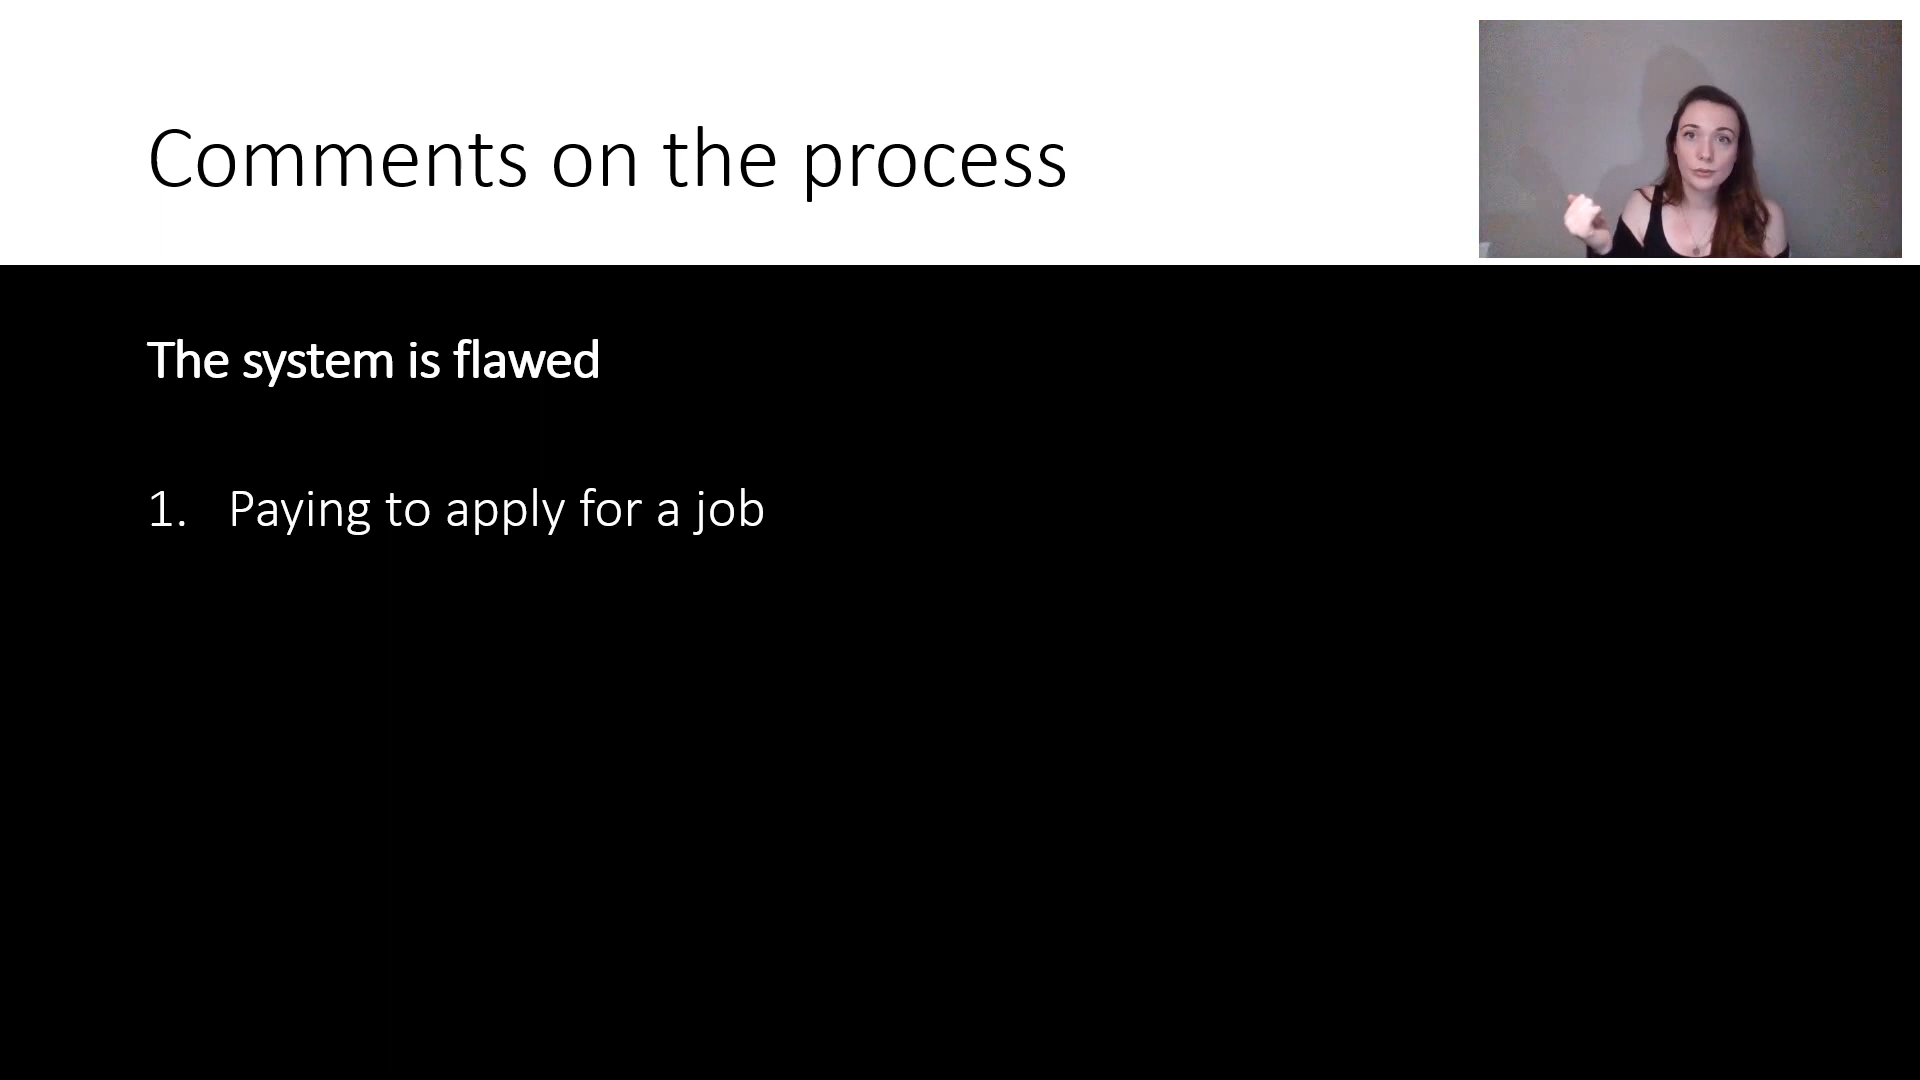 Comments on the process
The system is flawed
1. Paying to apply for a job